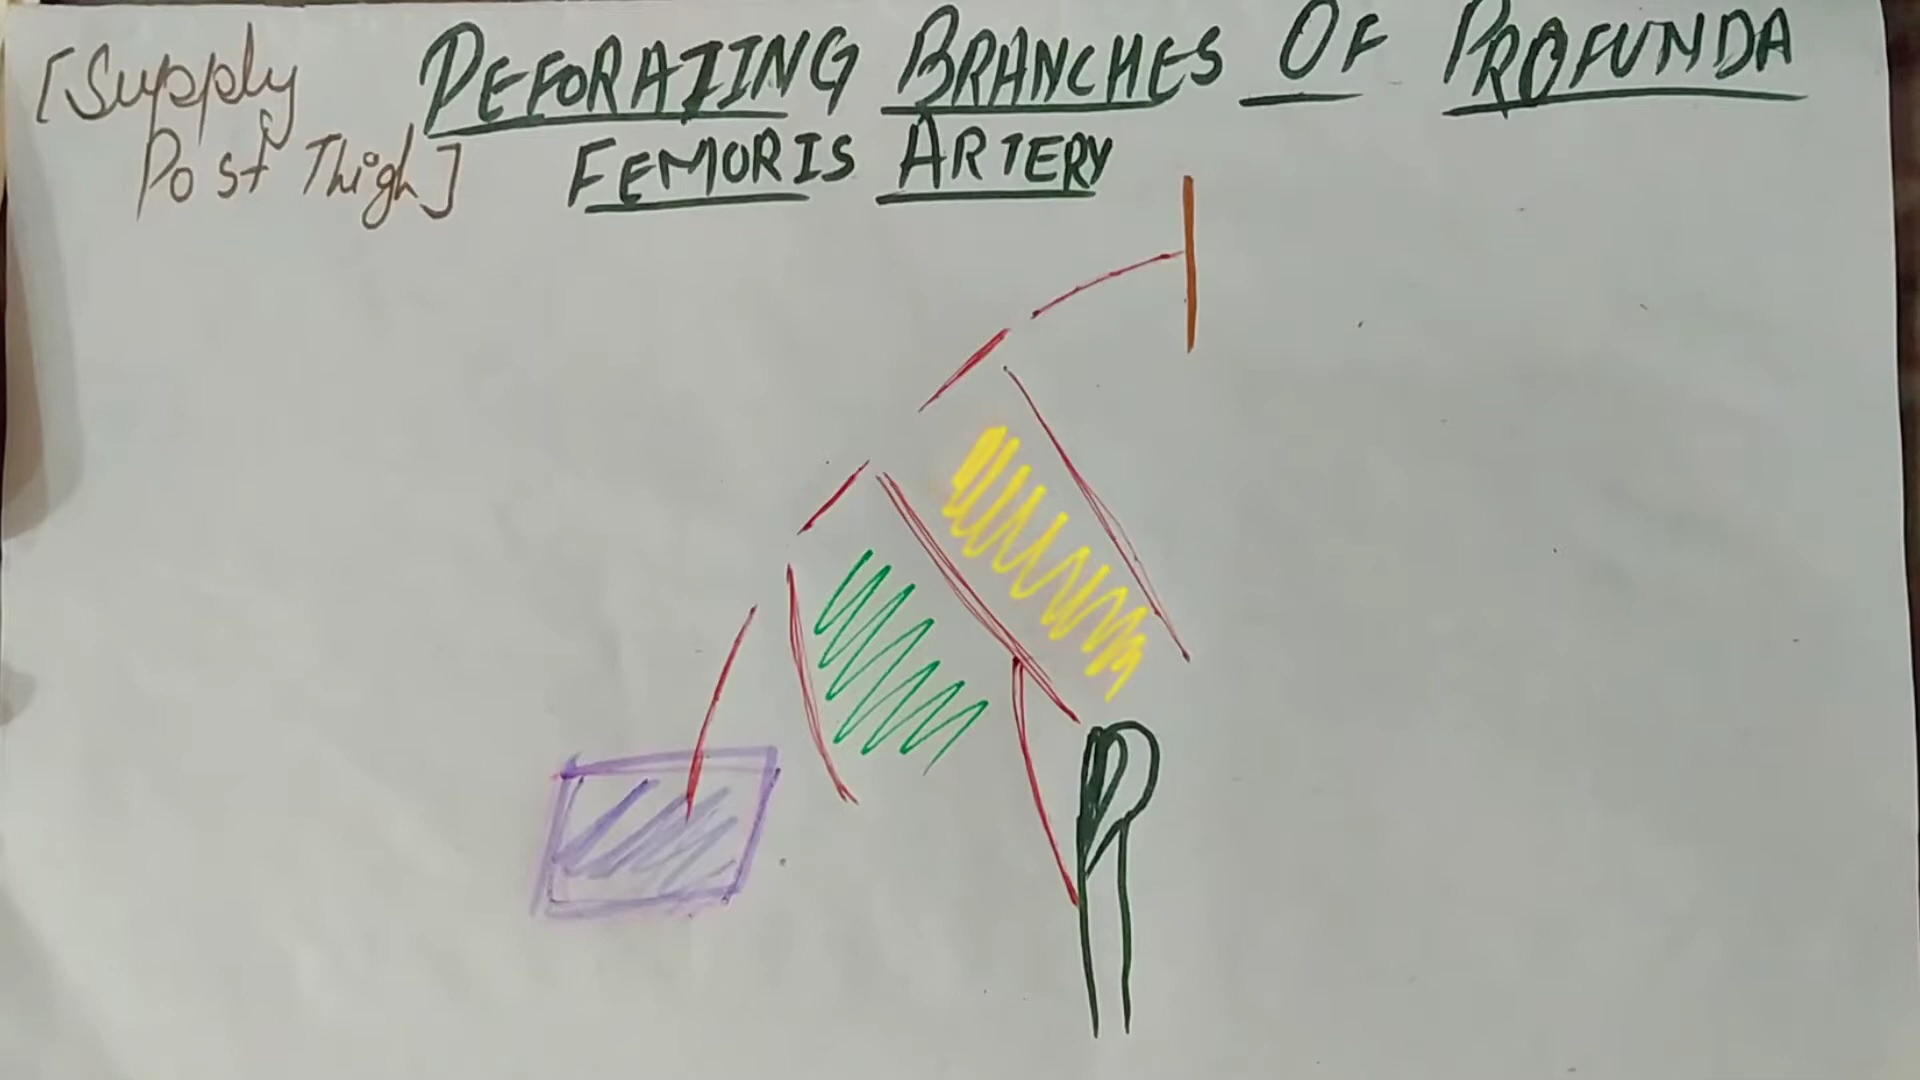 [Supply
Post Thigh]
PEFORATING BRANCHES OF PROFUNDA
FEMORIS ARTERY